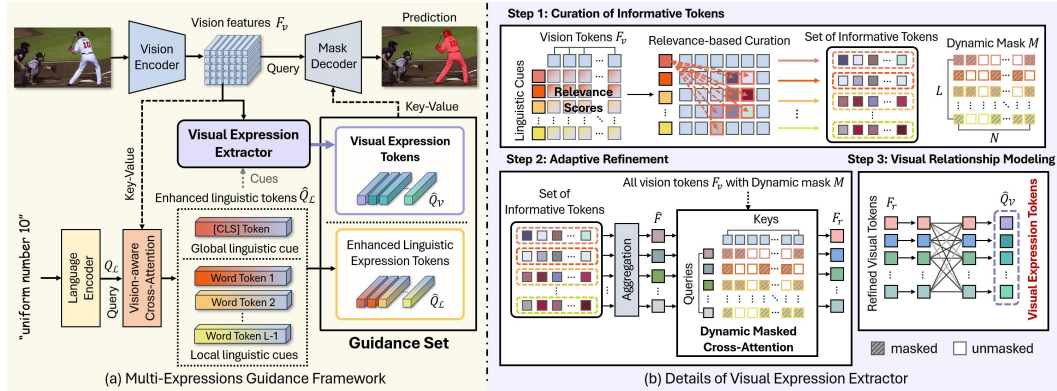 Vision features F_v
Prediction
Vision
Encoder
Query
Mask
Decoder
Key-Value
Visual Expression
Extractor
Key-Value
Cues
Enhanced linguistic tokens Q̂_L
Visual Expression
Tokens
... Q̂_V
"uniform number 10"
Language
Encoder
Q_L
Query
Vision-aware
Cross-Attention
[CLS] Token
Global linguistic cue
Word Token 1
Word Token 2
⋮
Word Token L-1
Local linguistic cues
Enhanced Linguistic
Expression Tokens
... Q̂_L
Guidance Set
(a) Multi-Expressions Guidance Framework
Step 1: Curation of Informative Tokens
Vision Tokens F_v
Linguistic Cues
Relevance
Scores
Relevance-based Curation
Set of Informative Tokens
Dynamic Mask M
L
N
Step 2: Adaptive Refinement
Set of
Informative Tokens
Aggregation
F̂
All vision tokens F_v with Dynamic mask M
Keys
Queries
Dynamic Masked
Cross-Attention
F_r
Step 3: Visual Relationship Modeling
Refined Visual Tokens
F_r
Q̂_V
Visual Expression Tokens
masked
unmasked
(b) Details of Visual Expression Extractor